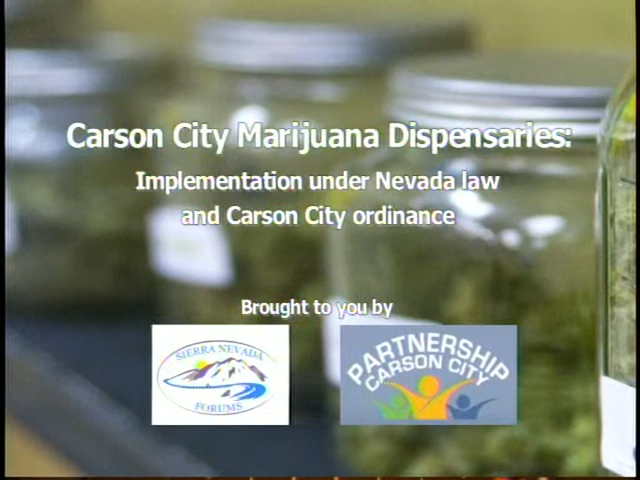 Carson City Marijuana Dispensaries:
Implementation under Nevada law
and Carson City ordinance
Brought to you by
SIERRA NEVADA
FORUMS
PARTNERSHIP
CARSON CITY